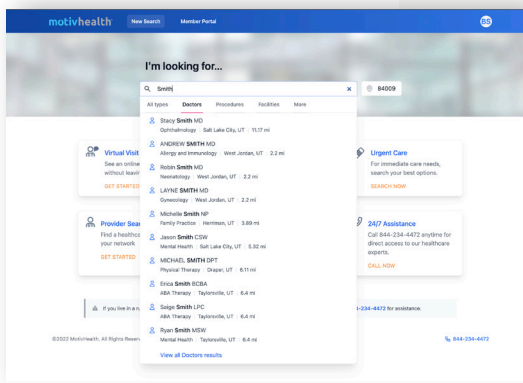 motivhealth
New Search
Member Portal
BS
I'm looking for...
Smith
84009
All types Doctors Procedures Facilities More
Stacy Smith MD
Ophthalmology Salt Lake City, UT 11.17 mi
ANDREW SMITH MD
Allergy and Immunology West Jordan, UT 2.2 mi
Robin Smith MD
Neonatology West Jordan, UT 2.2 mi
LAYNE SMITH MD
Gynecology West Jordan, UT 2.2 mi
Michelle Smith NP
Family Practice Herriman, UT 3.89 mi
Jason Smith CSW
Mental Health Salt Lake City, UT 5.32 mi
MICHAEL SMITH DPT
Physical Therapy Draper, UT 6.11 mi
Erica Smith BCBA
ABA Therapy Taylorsville, UT 6.4 mi
Saige Smith LPC
ABA Therapy Taylorsville, UT 6.4 mi
Ryan Smith MSW
Mental Health Taylorsville, UT 6.4 mi
View all Doctors results
Virtual Visit
See an online
without leavin
GET STARTED
Urgent Care
For immediate care needs,
search your best options.
SEARCH NOW
Provider Sear
Find a healthc
your network
GET STARTED
24/7 Assistance
Call 844-234-4472 anytime for
direct access to our healthcare
experts.
CALL NOW
If you live in a
-234-4472 for assistance.
©2023 MotivHealth. All Rights Reserv
844-234-4472